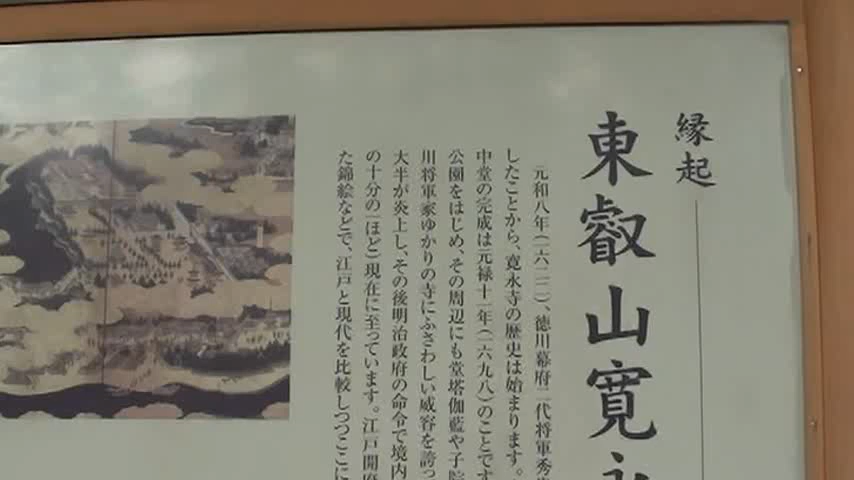 縁起
東叡山寛永
元和八年(一六二二)、徳川幕府二代将軍秀
したことから、寛永寺の歴史は始まります。
中堂の完成は元禄十一年(一六九八)のことです
公園をはじめ、その周辺にも堂塔伽藍や子院
川将軍家ゆかりの寺にふさわしい威容を誇っ
大半が炎上し、その後明治政府の命令で境内
の十分の一ほど)現在に至っています。江戸開府
た錦絵などで、江戸と現代を比較しつつここに